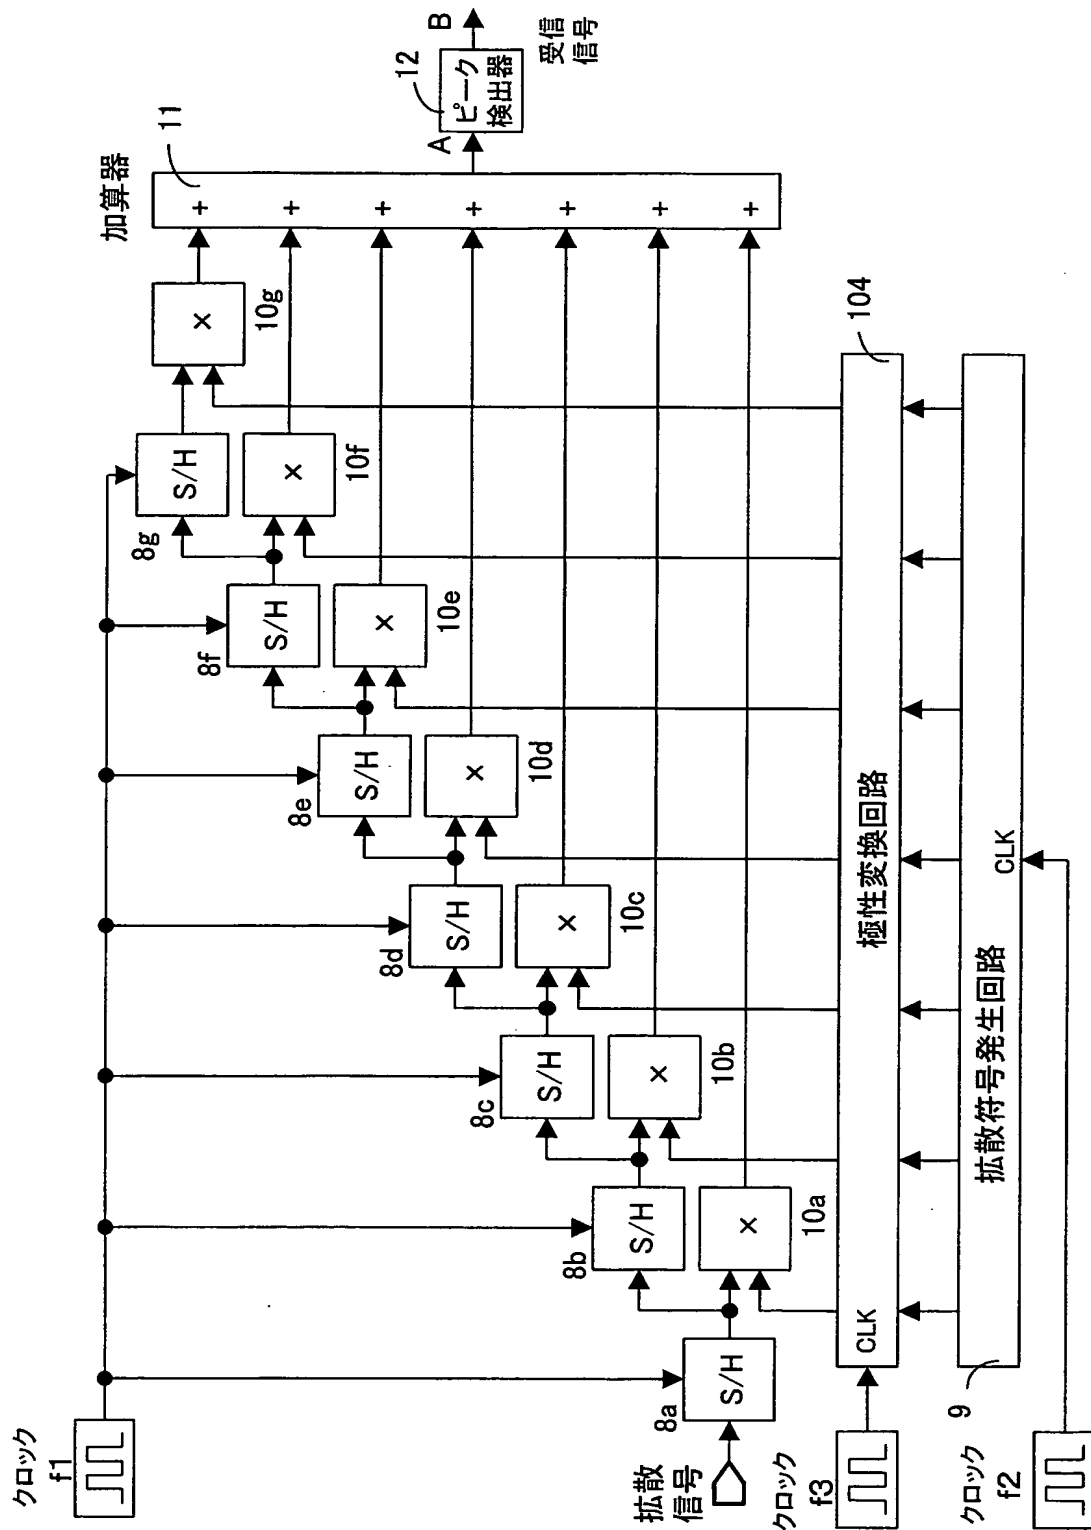 クロック
f1
拡散
信号
クロック
f3
クロック
f2
8a
S/H
8b
S/H
8c
S/H
8d
S/H
8e
S/H
8f
S/H
8g
S/H
×
10a
×
10b
×
10c
×
10d
×
10e
×
10f
×
10g
加算器
11
+
+
+
+
+
+
+
A
12
ピーク
検出器
B
受信
信号
CLK
極性変換回路
104
9
拡散符号発生回路
CLK